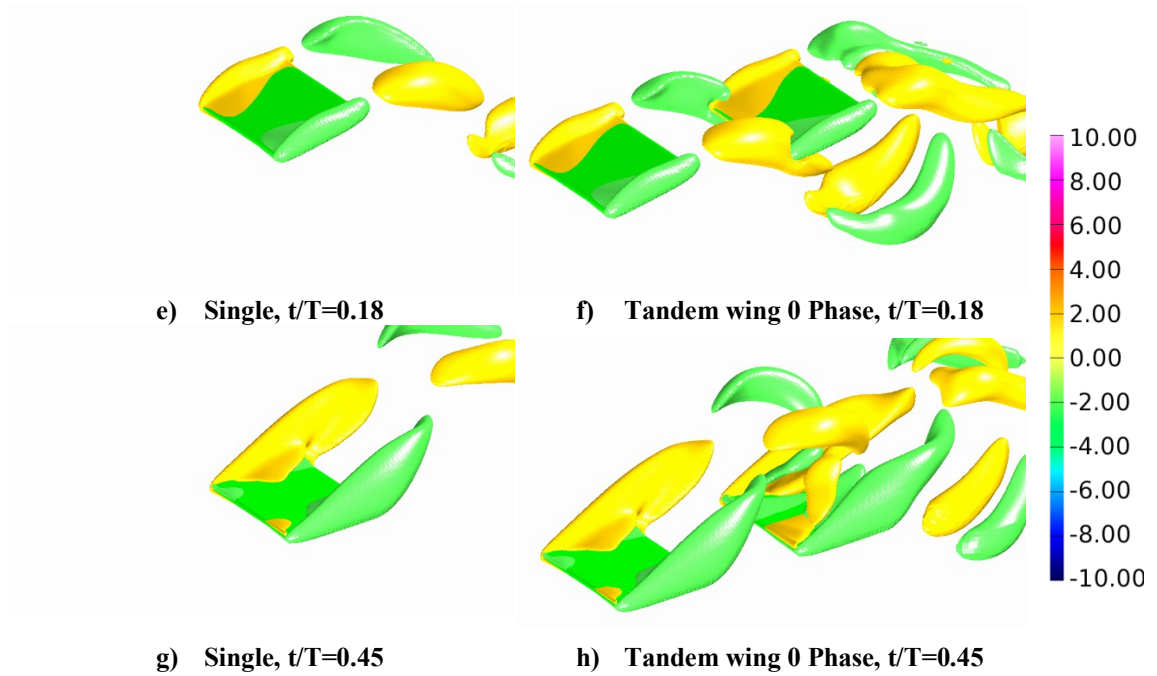 e) Single, t/T=0.18
f) Tandem wing 0 Phase, t/T=0.18
g) Single, t/T=0.45
h) Tandem wing 0 Phase, t/T=0.45
10.00
8.00
6.00
4.00
2.00
0.00
-2.00
-4.00
-6.00
-8.00
-10.00